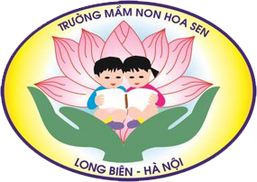 TRƯỜNG MẦM NON HOA SEN
LONG BIÊN - HÀ NỘI